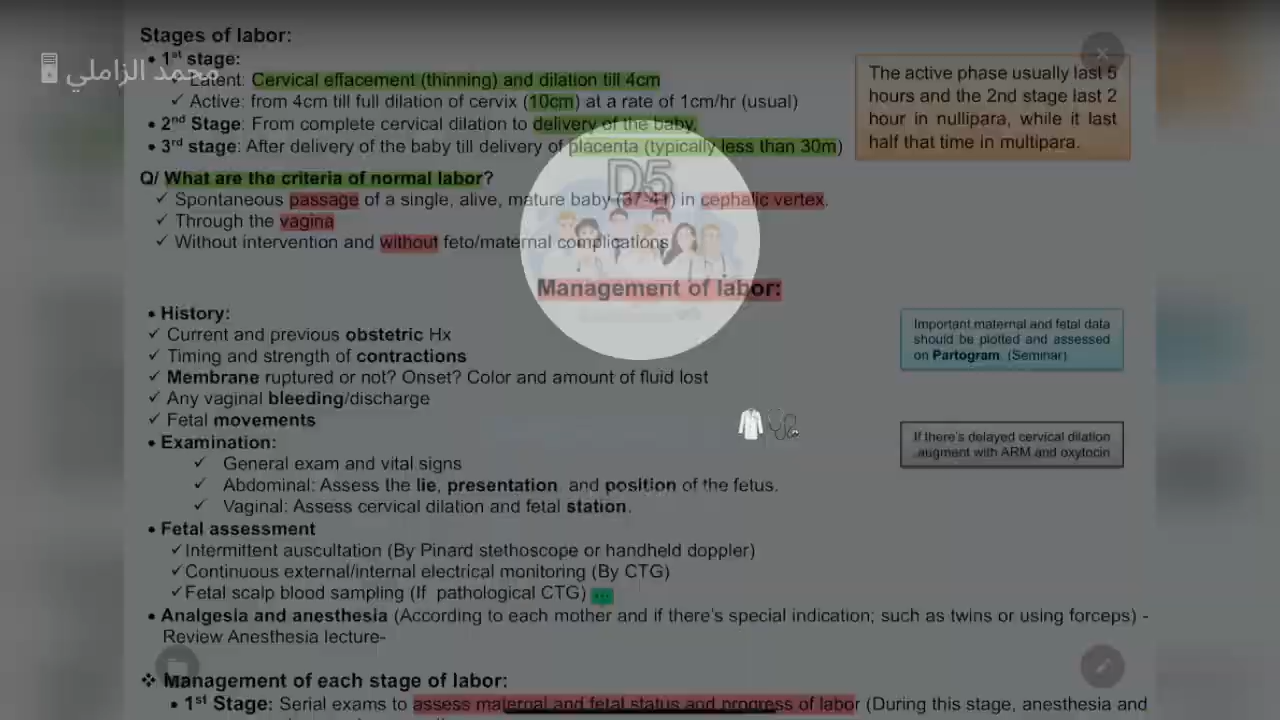 Stages of labor:
• 1st stage:
محمد الزاملي
✓ Latent: Cervical effacement (thinning) and dilation till 4cm
✓ Active: from 4cm till full dilation of cervix (10cm) at a rate of 1cm/hr (usual)
• 2nd Stage: From complete cervical dilation to delivery of the baby.
• 3rd stage: After delivery of the baby till delivery of placenta (typically less than 30m)
The active phase usually last 5
hours and the 2nd stage last 2
hour in nullipara, while it last
half that time in multipara.
Q/ What are the criteria of normal labor?
D5
✓ Spontaneous passage of a single, alive, mature baby (37-41) in cephalic vertex.
✓ Through the vagina
✓ Without intervention and without feto/maternal complications
Management of labor:
• History:
✓ Current and previous obstetric Hx
✓ Timing and strength of contractions
✓ Membrane ruptured or not? Onset? Color and amount of fluid lost
✓ Any vaginal bleeding/discharge
✓ Fetal movements
Important maternal and fetal data
should be plotted and assessed
on Partogram. (Seminar)
• Examination:
✓ General exam and vital signs
✓ Abdominal: Assess the lie, presentation and position of the fetus.
✓ Vaginal: Assess cervical dilation and fetal station.
If there's delayed cervical dilation
,augment with ARM and oxytocin
• Fetal assessment
✓Intermittent auscultation (By Pinard stethoscope or handheld doppler)
✓Continuous external/internal electrical monitoring (By CTG)
✓Fetal scalp blood sampling (If pathological CTG) ...
• Analgesia and anesthesia (According to each mother and if there's special indication; such as twins or using forceps) -
Review Anesthesia lecture-
❖ Management of each stage of labor:
• 1st Stage: Serial exams to assess maternal and fetal status and progress of labor (During this stage, anesthesia and